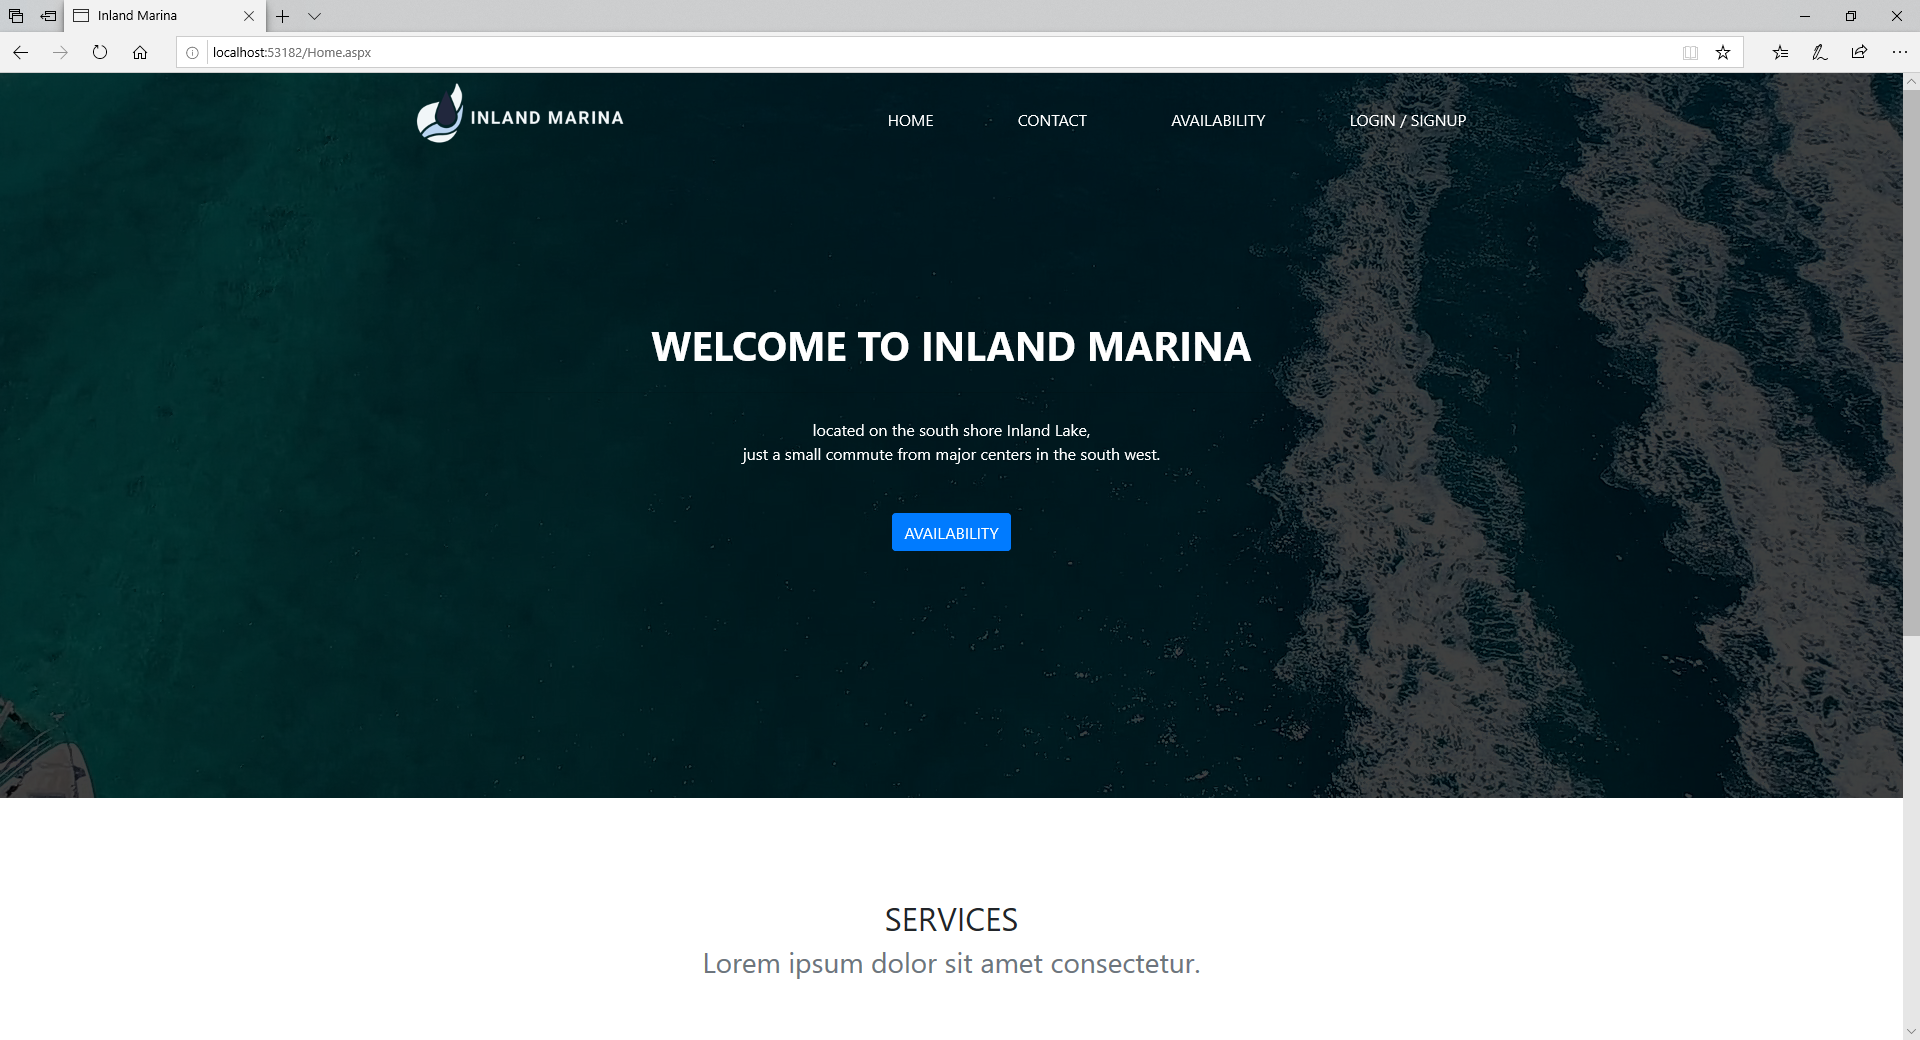 Inland Marina
localhost:53182/Home.aspx
INLAND MARINA
HOME
CONTACT
AVAILABILITY
LOGIN / SIGNUP
WELCOME TO INLAND MARINA
located on the south shore Inland Lake,
just a small commute from major centers in the south west.
AVAILABILITY
SERVICES
Lorem ipsum dolor sit amet consectetur.